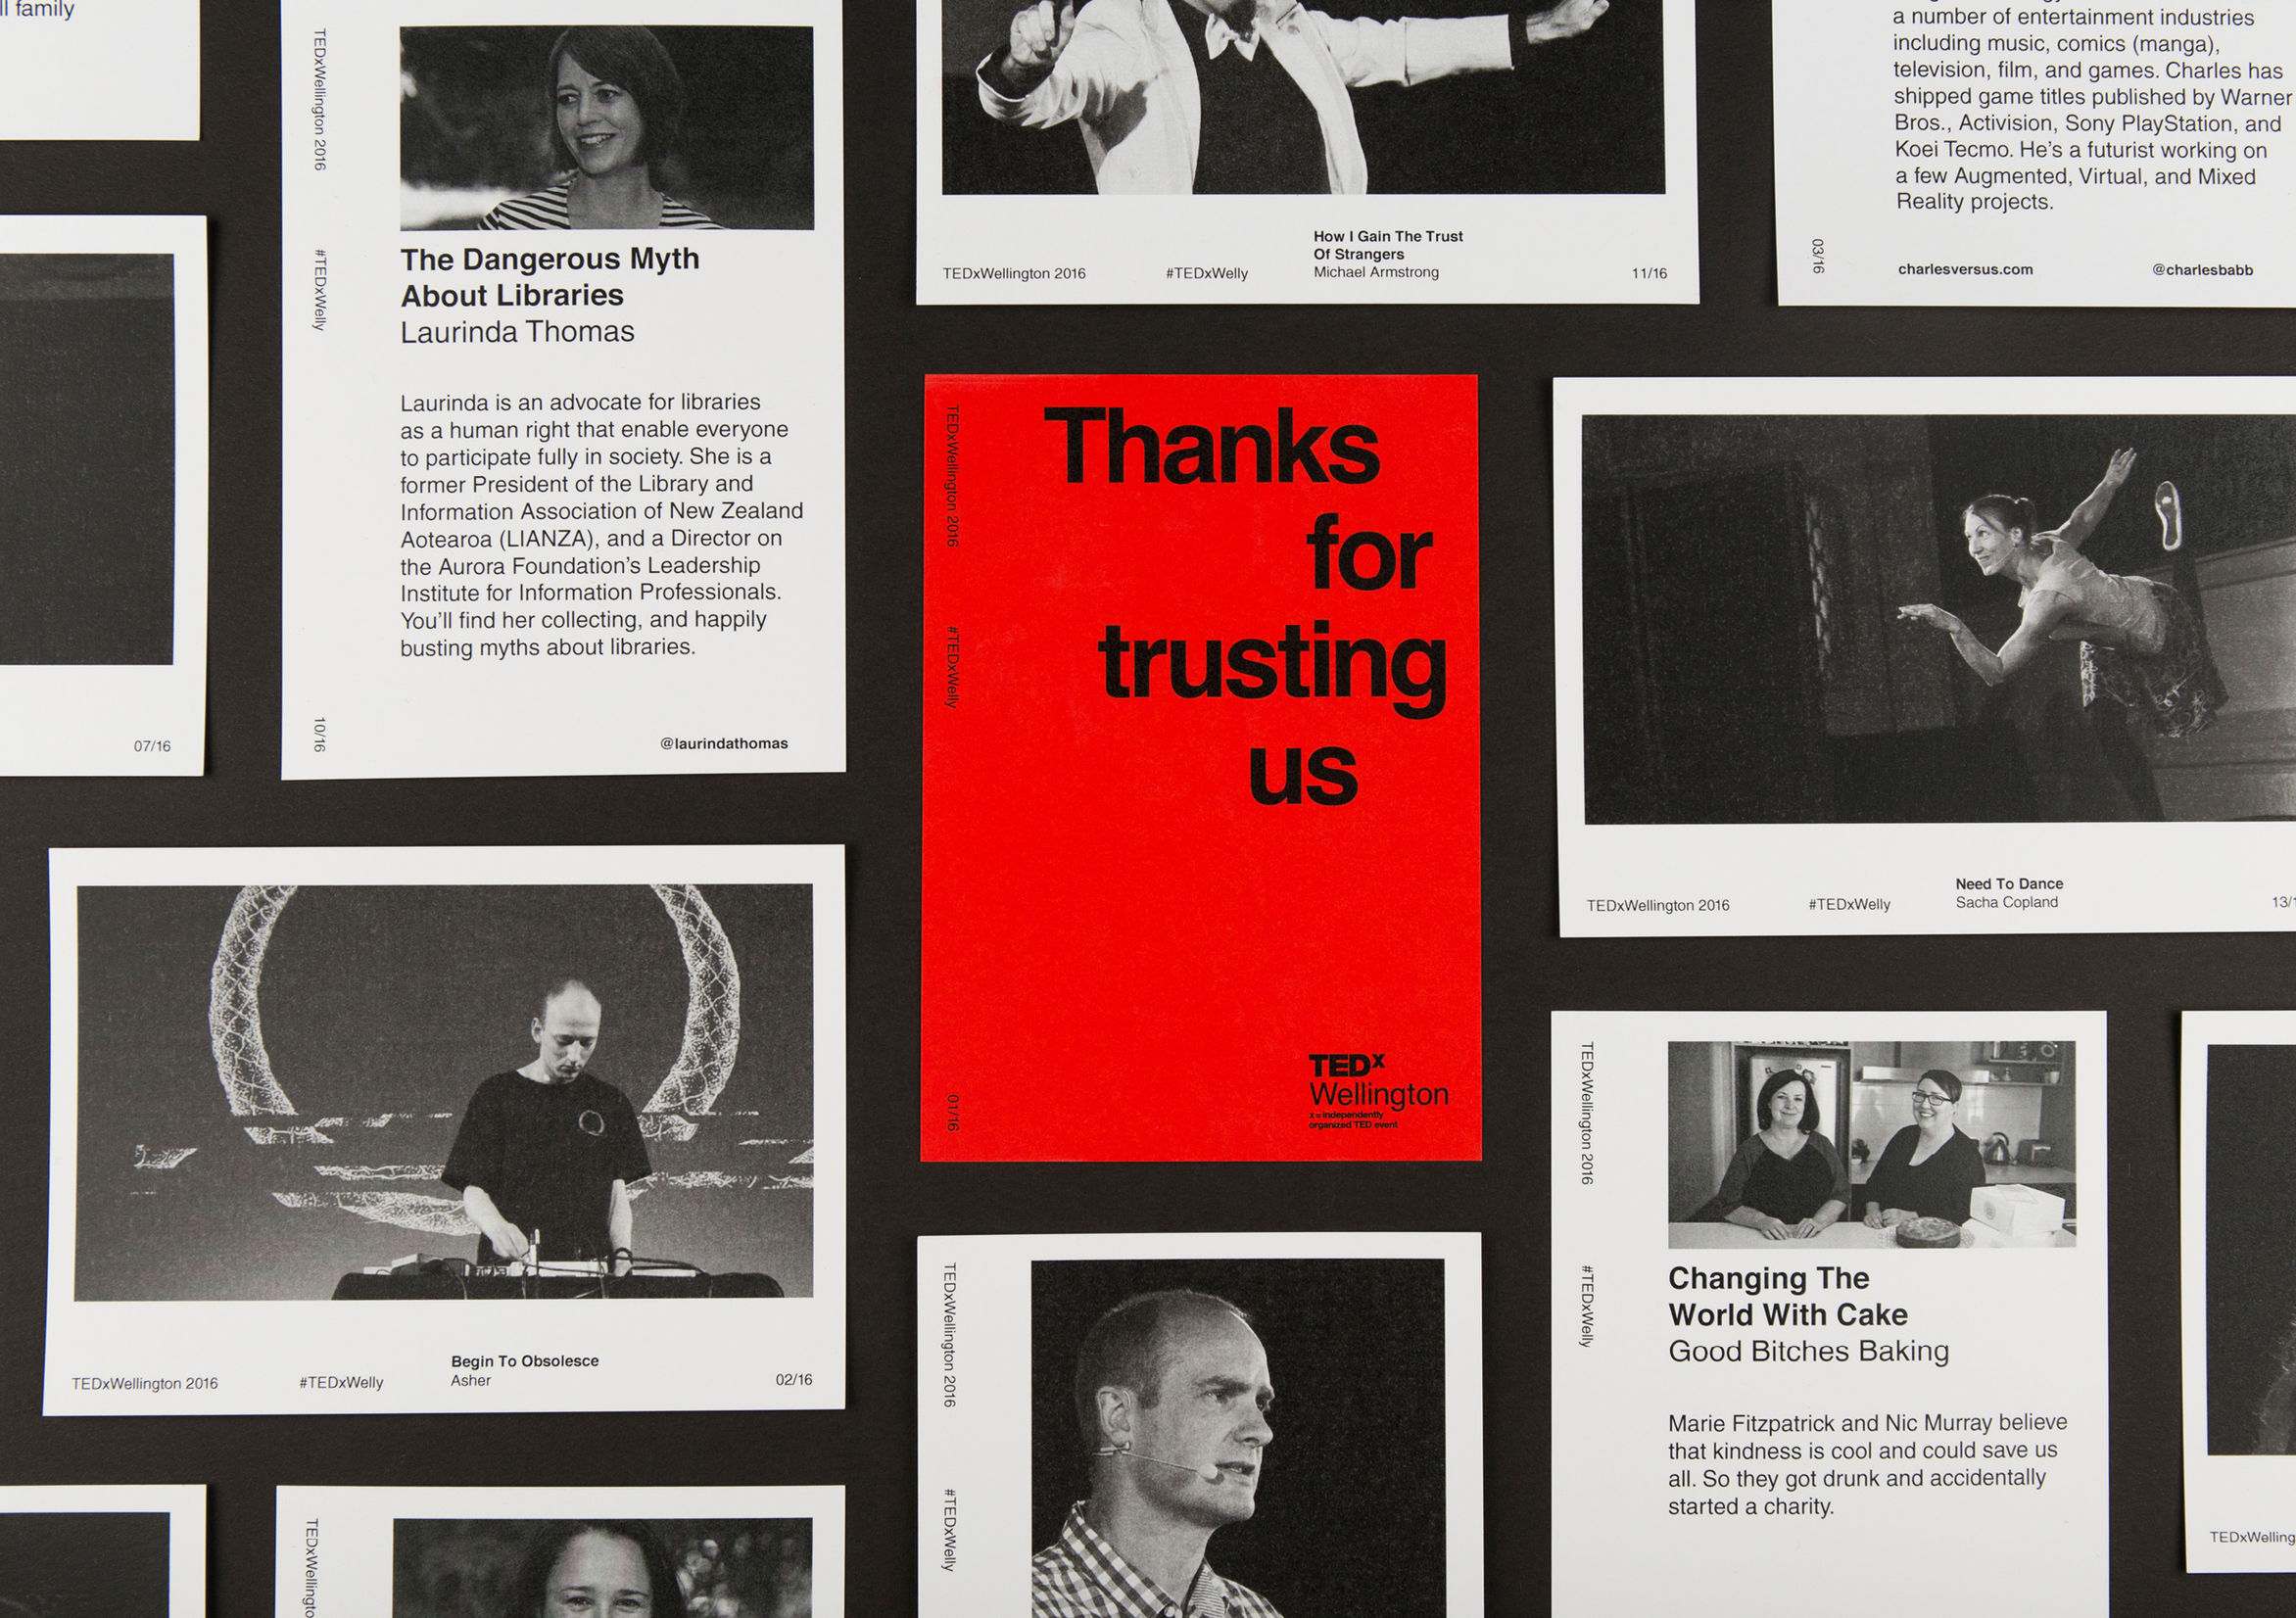 ll family
07/16
TEDxWellington 2016
#TEDxWelly
10/16
The Dangerous Myth
About Libraries
Laurinda Thomas
Laurinda is an advocate for libraries
as a human right that enable everyone
to participate fully in society. She is a
former President of the Library and
Information Association of New Zealand
Aotearoa (LIANZA), and a Director on
the Aurora Foundation's Leadership
Institute for Information Professionals.
You'll find her collecting, and happily
busting myths about libraries.
@laurindathomas
TEDxWellington 2016
#TEDxWelly
How I Gain The Trust
Of Strangers
Michael Armstrong
11/16
a number of entertainment industries
including music, comics (manga),
television, film, and games. Charles has
shipped game titles published by Warner
Bros., Activision, Sony PlayStation, and
Koei Tecmo. He's a futurist working on
a few Augmented, Virtual, and Mixed
Reality projects.
03/16
charlesversus.com
@charlesbabb
TEDxWellington 2016
#TEDxWelly
01/16
Thanks
for
trusting
us
TEDx
Wellington
x = independently
organized TED event
TEDxWellington 2016
#TEDxWelly
Need To Dance
Sacha Copland
13/1
TEDxWellington 2016
#TEDxWelly
Begin To Obsolesce
Asher
02/16
TEDxWellington 2016
#TEDxWelly
TEDxWellington 2016
#TEDxWelly
Changing The
World With Cake
Good Bitches Baking
Marie Fitzpatrick and Nic Murray believe
that kindness is cool and could save us
all. So they got drunk and accidentally
started a charity.
TEDxWellingto
TEDxWelling